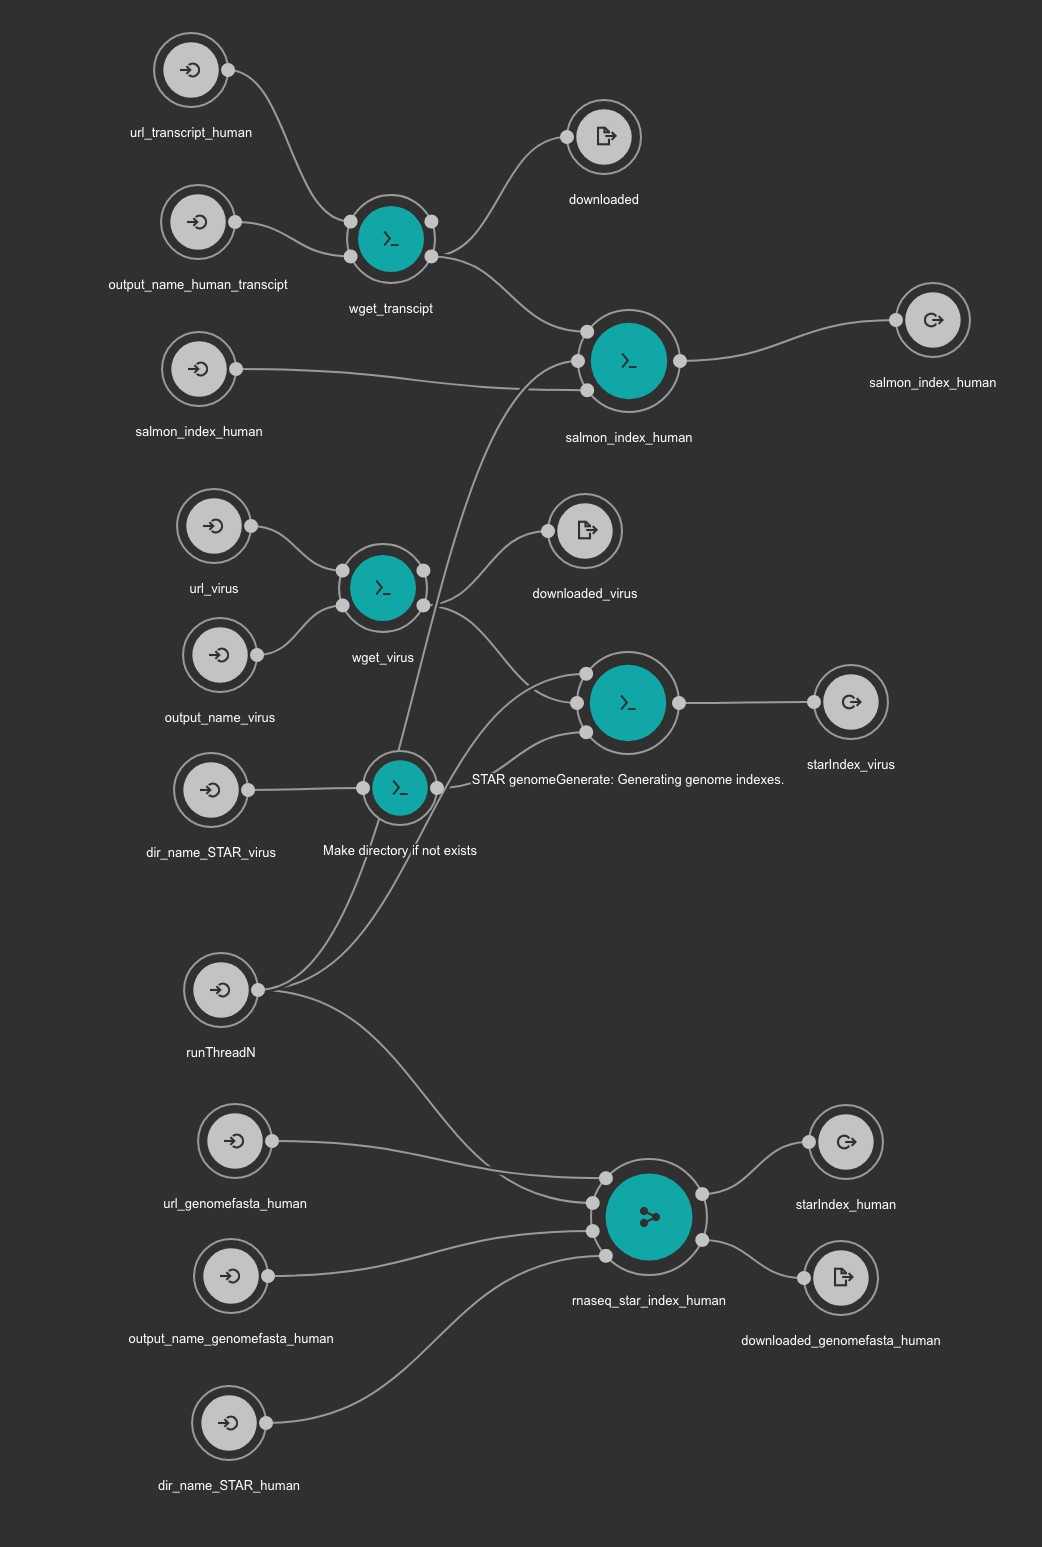 url_transcript_human
downloaded
output_name_human_transcipt
wget_transcipt
salmon_index_human
salmon_index_human
salmon_index_human
url_virus
downloaded_virus
wget_virus
output_name_virus
STAR genomeGenerate: Generating genome indexes.
starIndex_virus
dir_name_STAR_virus
Make directory if not exists
runThreadN
url_genomefasta_human
starIndex_human
rnaseq_star_index_human
output_name_genomefasta_human
downloaded_genomefasta_human
dir_name_STAR_human